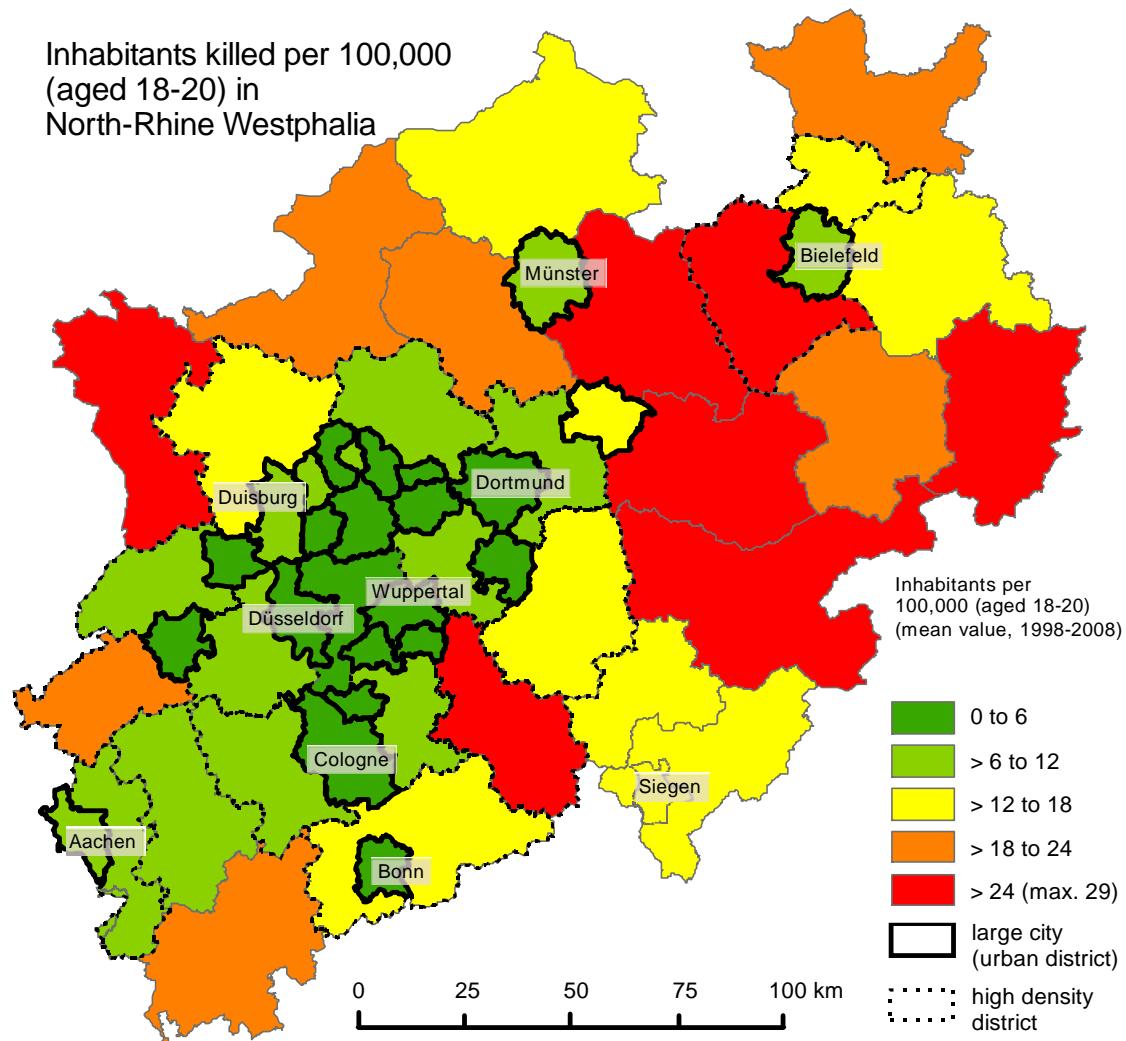 Inhabitants killed per 100,000
(aged 18-20) in
North-Rhine Westphalia
Münster
Bielefeld
Duisburg
Dortmund
Wuppertal
Düsseldorf
Cologne
Siegen
Aachen
Bonn
Inhabitants per
100,000 (aged 18-20)
(mean value, 1998-2008)
0 to 6
> 6 to 12
> 12 to 18
> 18 to 24
> 24 (max. 29)
large city
(urban district)
high density
district
0 25 50 75 100 km